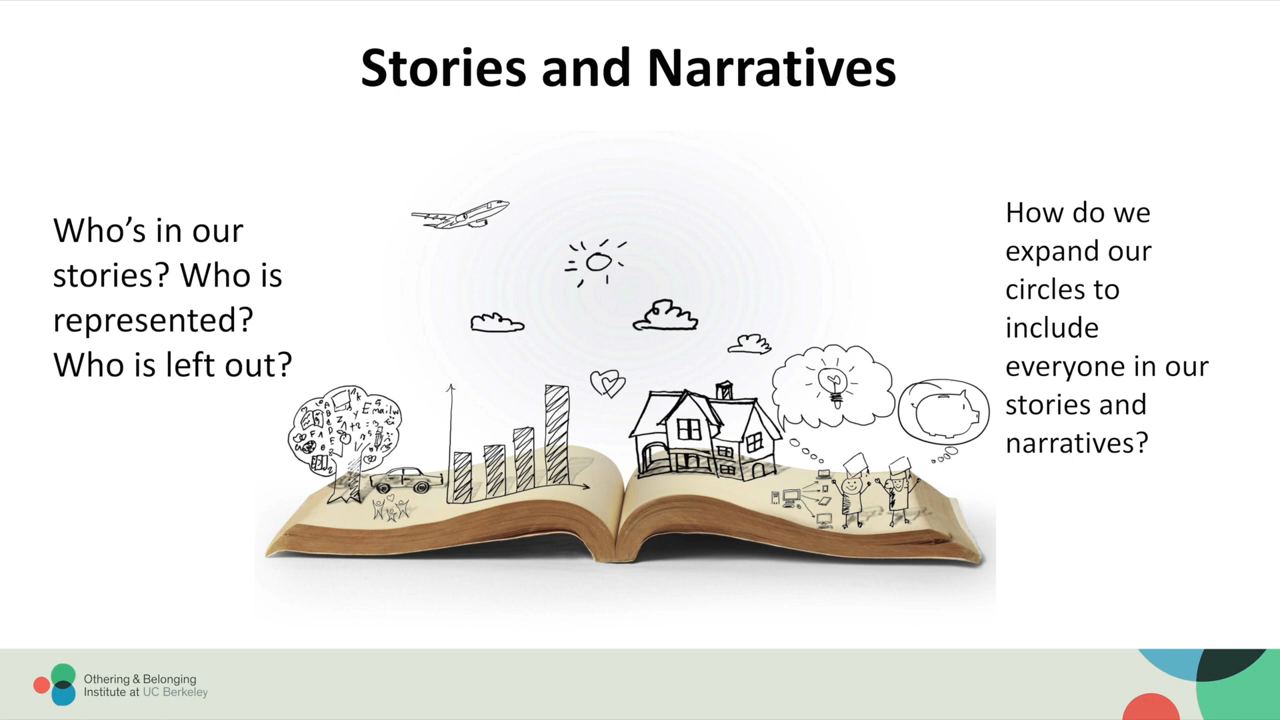 Stories and Narratives
Who’s in our
stories? Who is
represented?
Who is left out?
How do we
expand our
circles to
include
everyone in our
stories and
narratives?
Othering & Belonging
Institute at UC Berkeley